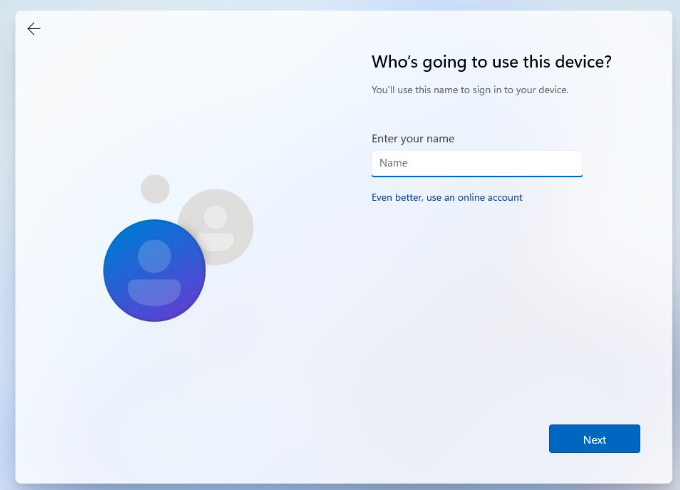 Who's going to use this device?
You'll use this name to sign in to your device.
Enter your name
Name
Even better, use an online account
Next